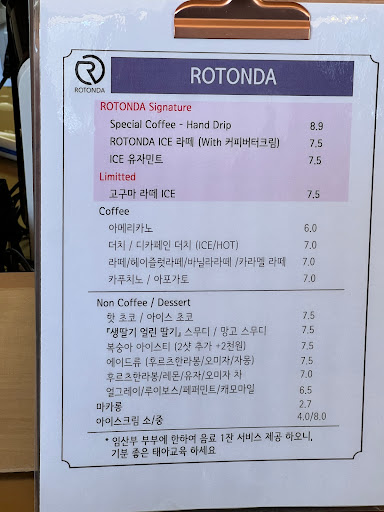 ROTONDA
ROTONDA
ROTONDA Signature
Special Coffee - Hand Drip 8.9
ROTONDA ICE 라떼 (With 커피버터크림) 7.5
ICE 유자민트 7.5
Limitted
고구마 라떼 ICE 7.5
Coffee
아메리카노 6.0
더치 / 디카페인 더치 (ICE/HOT) 7.0
라떼/헤이즐럿라떼/바닐라라떼 /카라멜 라떼 7.0
카푸치노 / 아포가토 7.0
Non Coffee / Dessert
핫 초코 / 아이스 초코 7.5
『생딸기 얼린 딸기』 스무디 / 망고 스무디 7.5
복숭아 아이스티 (2샷 추가 +2천원) 7.5
에이드류 (후르츠한라봉/오미자/자몽) 7.5
후르츠한라봉/레몬/유자/오미자 차 7.0
얼그레이/루이보스/페퍼민트/캐모마일 6.5
마카롱 2.7
아이스크림 소/중 4.0/8.0
* 임산부 부부에 한하여 음료 1잔 서비스 제공 하오니,
기분 좋은 태아교육 하세요